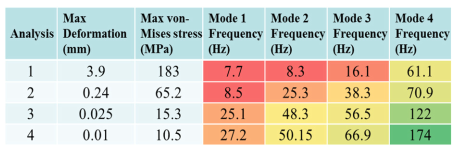 Analysis Max Deformation (mm) Max von-Mises stress (MPa) Mode 1 Frequency (Hz) Mode 2 Frequency (Hz) Mode 3 Frequency (Hz) Mode 4 Frequency (Hz)
1 3.9 183 7.7 8.3 16.1 61.1
2 0.24 65.2 8.5 25.3 38.3 70.9
3 0.025 15.3 25.1 48.3 56.5 122
4 0.01 10.5 27.2 50.15 66.9 174